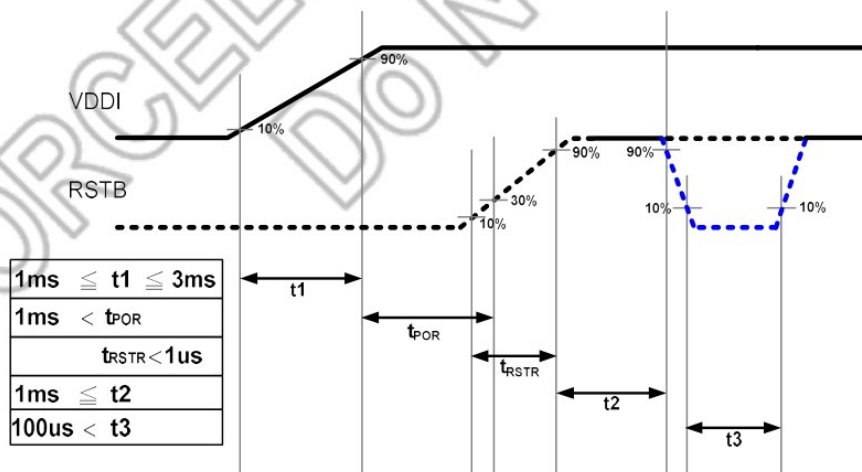 VDDI
90%
10%
RSTB
90%
90%
30%
10%
10%
10%
1ms ≦ t1 ≦ 3ms
1ms < tPOR
tRSTR<1us
1ms ≦ t2
100us < t3
t1
tPOR
tRSTR
t2
t3